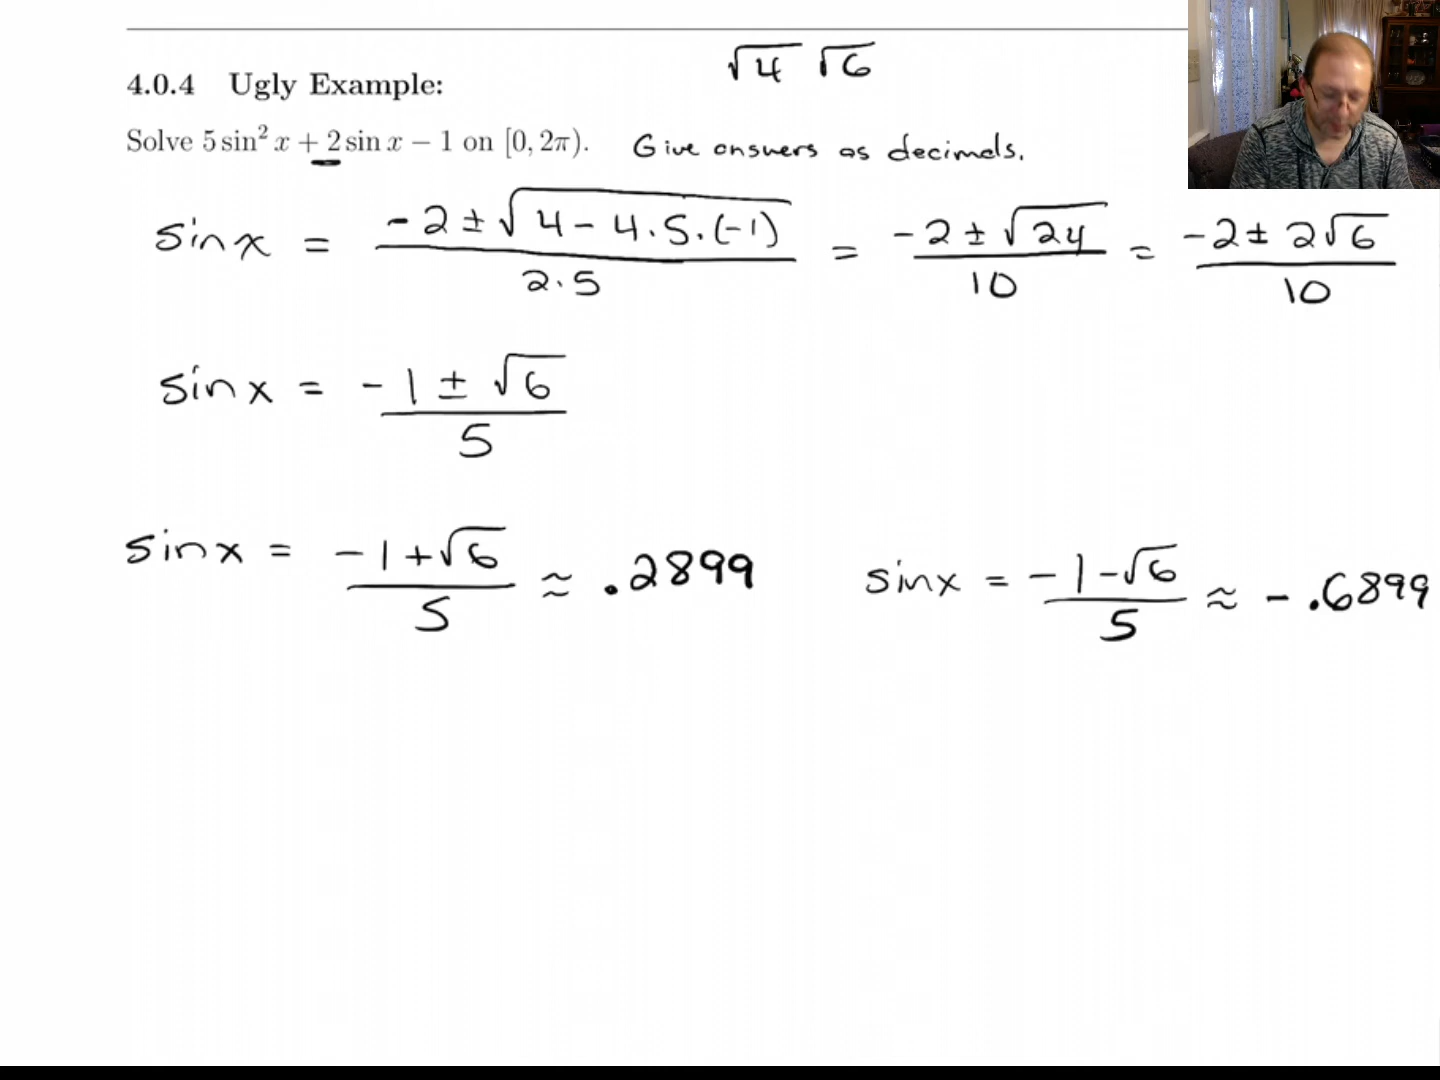 √4 √6
4.0.4 Ugly Example:
Solve 5 sin² x + 2 sin x − 1 on [0, 2π). Give answers as decimals.
sin x = (-2 ± √(4 - 4·5·(-1)))/(2·5) = (-2 ± √24)/10 = (-2 ± 2√6)/10
sin x = (-1 ± √6)/5
sin x = (-1 + √6)/5 ≈ .2899
sin x = (-1 - √6)/5 ≈ - .6899